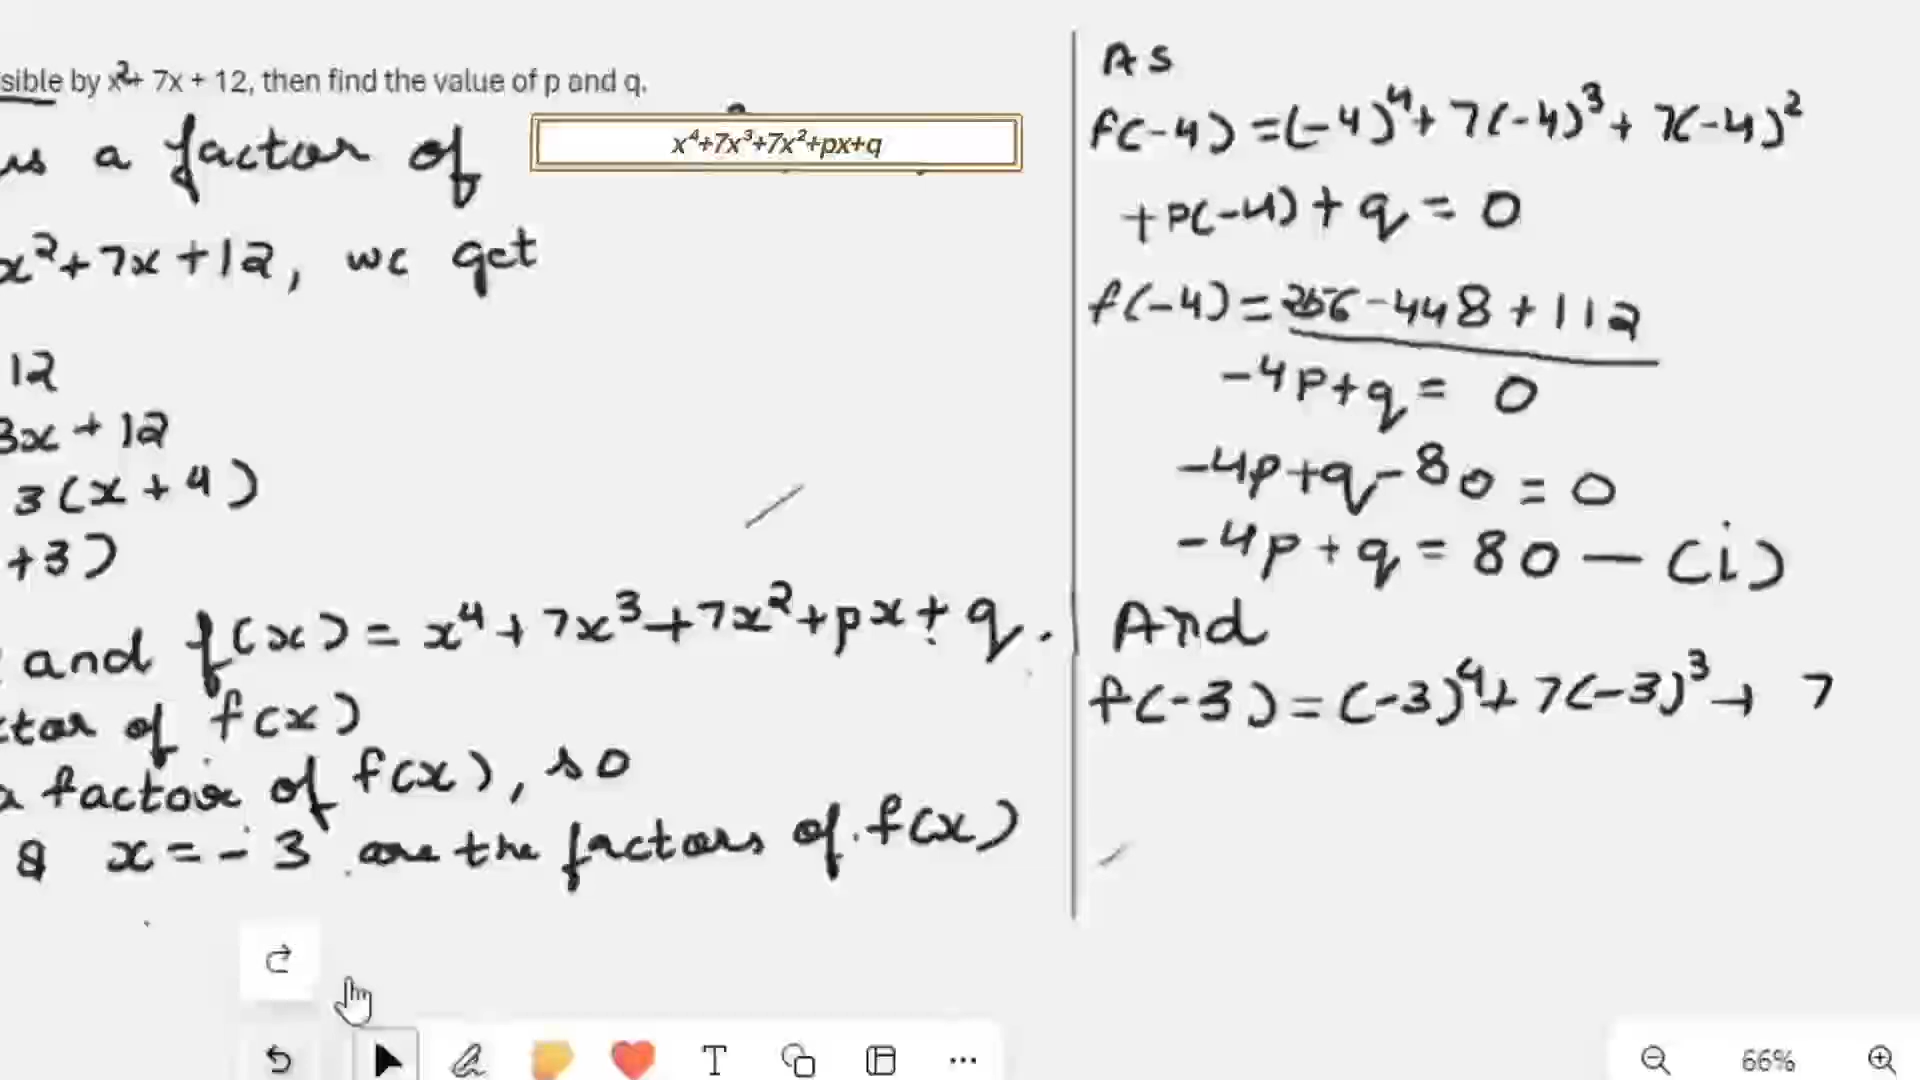 sible by x²+ 7x + 12, then find the value of p and q.
is a factor of
x⁴+7x³+7x²+px+q
x²+7x+12, we get
12
3x + 12
3(x+4)
+3)
and f(x) = x⁴+7x³+7x²+px+q.
ctor of f(x)
a factor of f(x), so
& x = -3 are the factors of f(x)
As
f(-4) = (-4)⁴+ 7(-4)³+ 7(-4)²
+P(-4)+q = 0
f(-4) = 256-448+112
-4P+q = 0
-4p+q-80 = 0
-4p+q = 80 — (i)
And
f(-3) = (-3)⁴+ 7(-3)³+ 7
T
66%